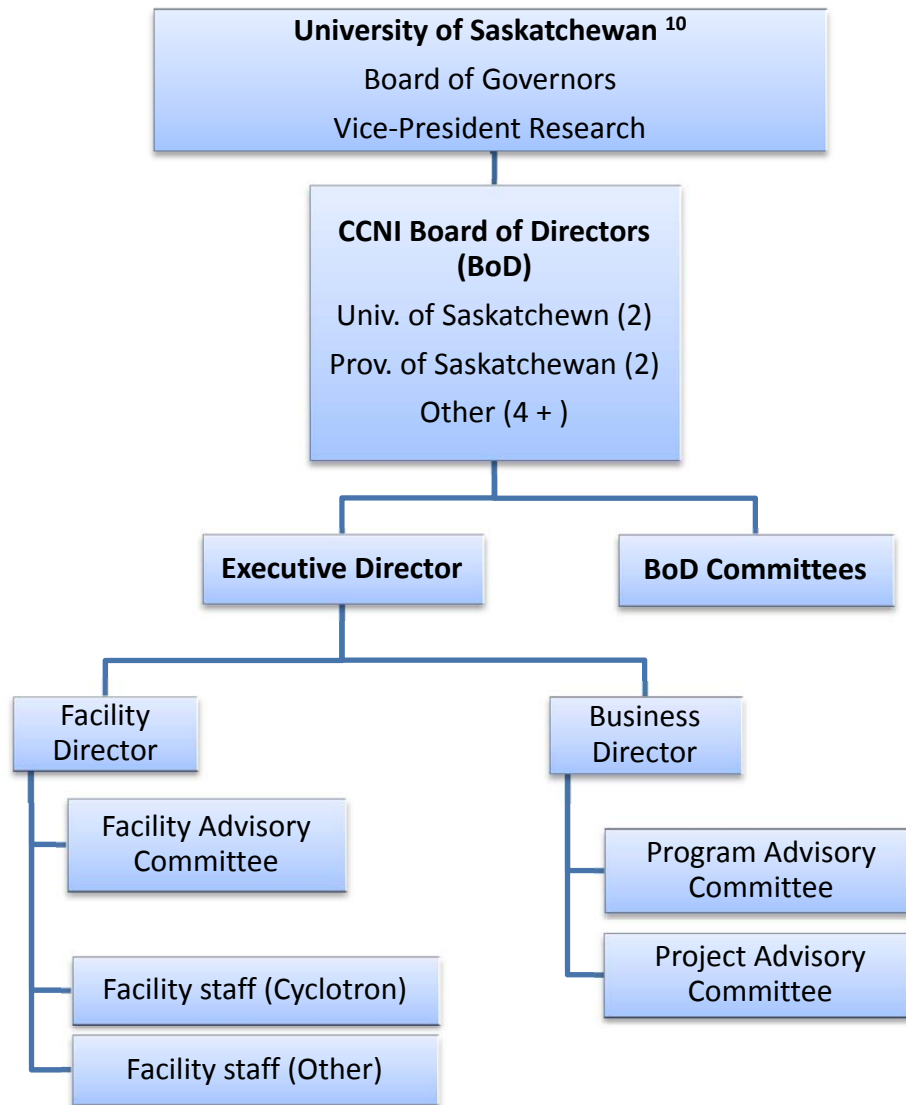 University of Saskatchewan 10
Board of Governors
Vice-President Research
CCNI Board of Directors
(BoD)
Univ. of Saskatchewn (2)
Prov. of Saskatchewan (2)
Other (4 + )
Executive Director
BoD Committees
Facility
Director
Business
Director
Facility Advisory
Committee
Program Advisory
Committee
Facility staff (Cyclotron)
Project Advisory
Committee
Facility staff (Other)